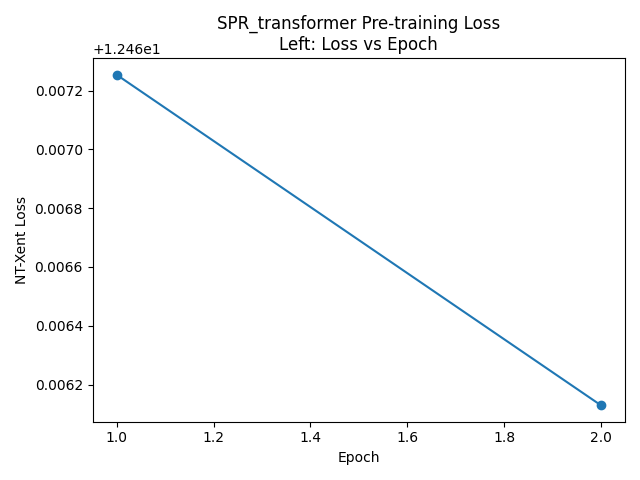 SPR_transformer Pre-training Loss
Left: Loss vs Epoch
+1.246e1
0.0072
0.0070
0.0068
0.0066
0.0064
0.0062
NT-Xent Loss
1.0 1.2 1.4 1.6 1.8 2.0
Epoch